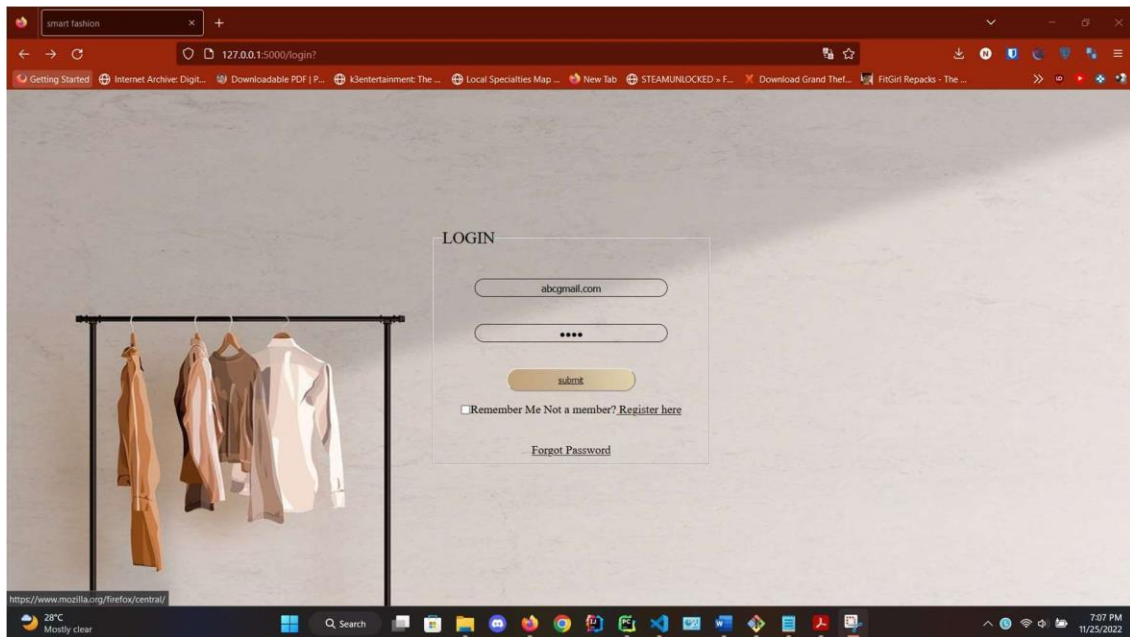 smart fashion
127.0.0.1:5000/login?
Getting Started Internet Archive: Digit... Downloadable PDF | P... k3entertainment: The ... Local Specialties Map ... New Tab STEAMUNLOCKED » F... Download Grand Thef... FitGirl Repacks - The ...
LOGIN
abcgmail.com
submit
Remember Me Not a member? Register here
Forgot Password
https://www.mozilla.org/firefox/central/
28°C
Mostly clear
Search
7:07 PM
11/25/2022